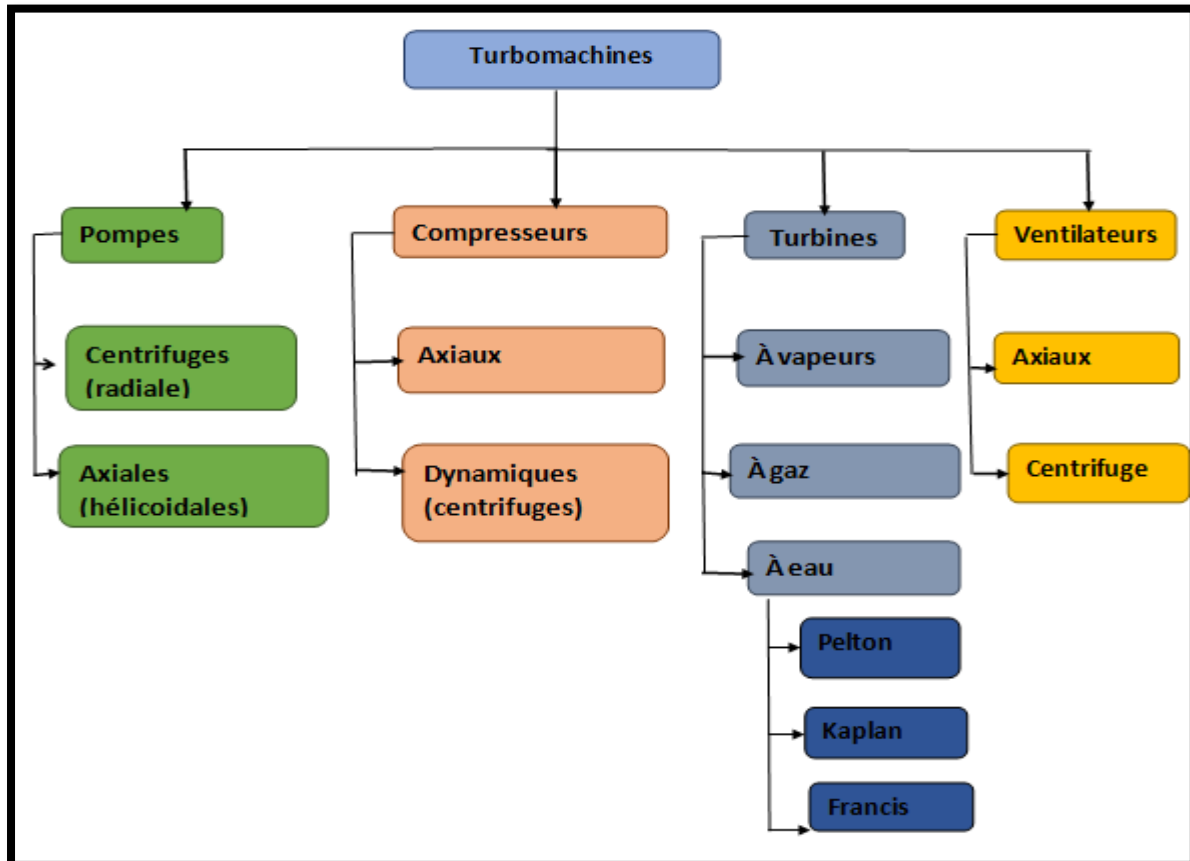 Turbomachines
Pompes
Compresseurs
Turbines
Ventilateurs
Centrifuges
(radiale)
Axiaux
À vapeurs
Axiaux
Axiales
(hélicoidales)
Dynamiques
(centrifuges)
À gaz
Centrifuge
À eau
Pelton
Kaplan
Francis